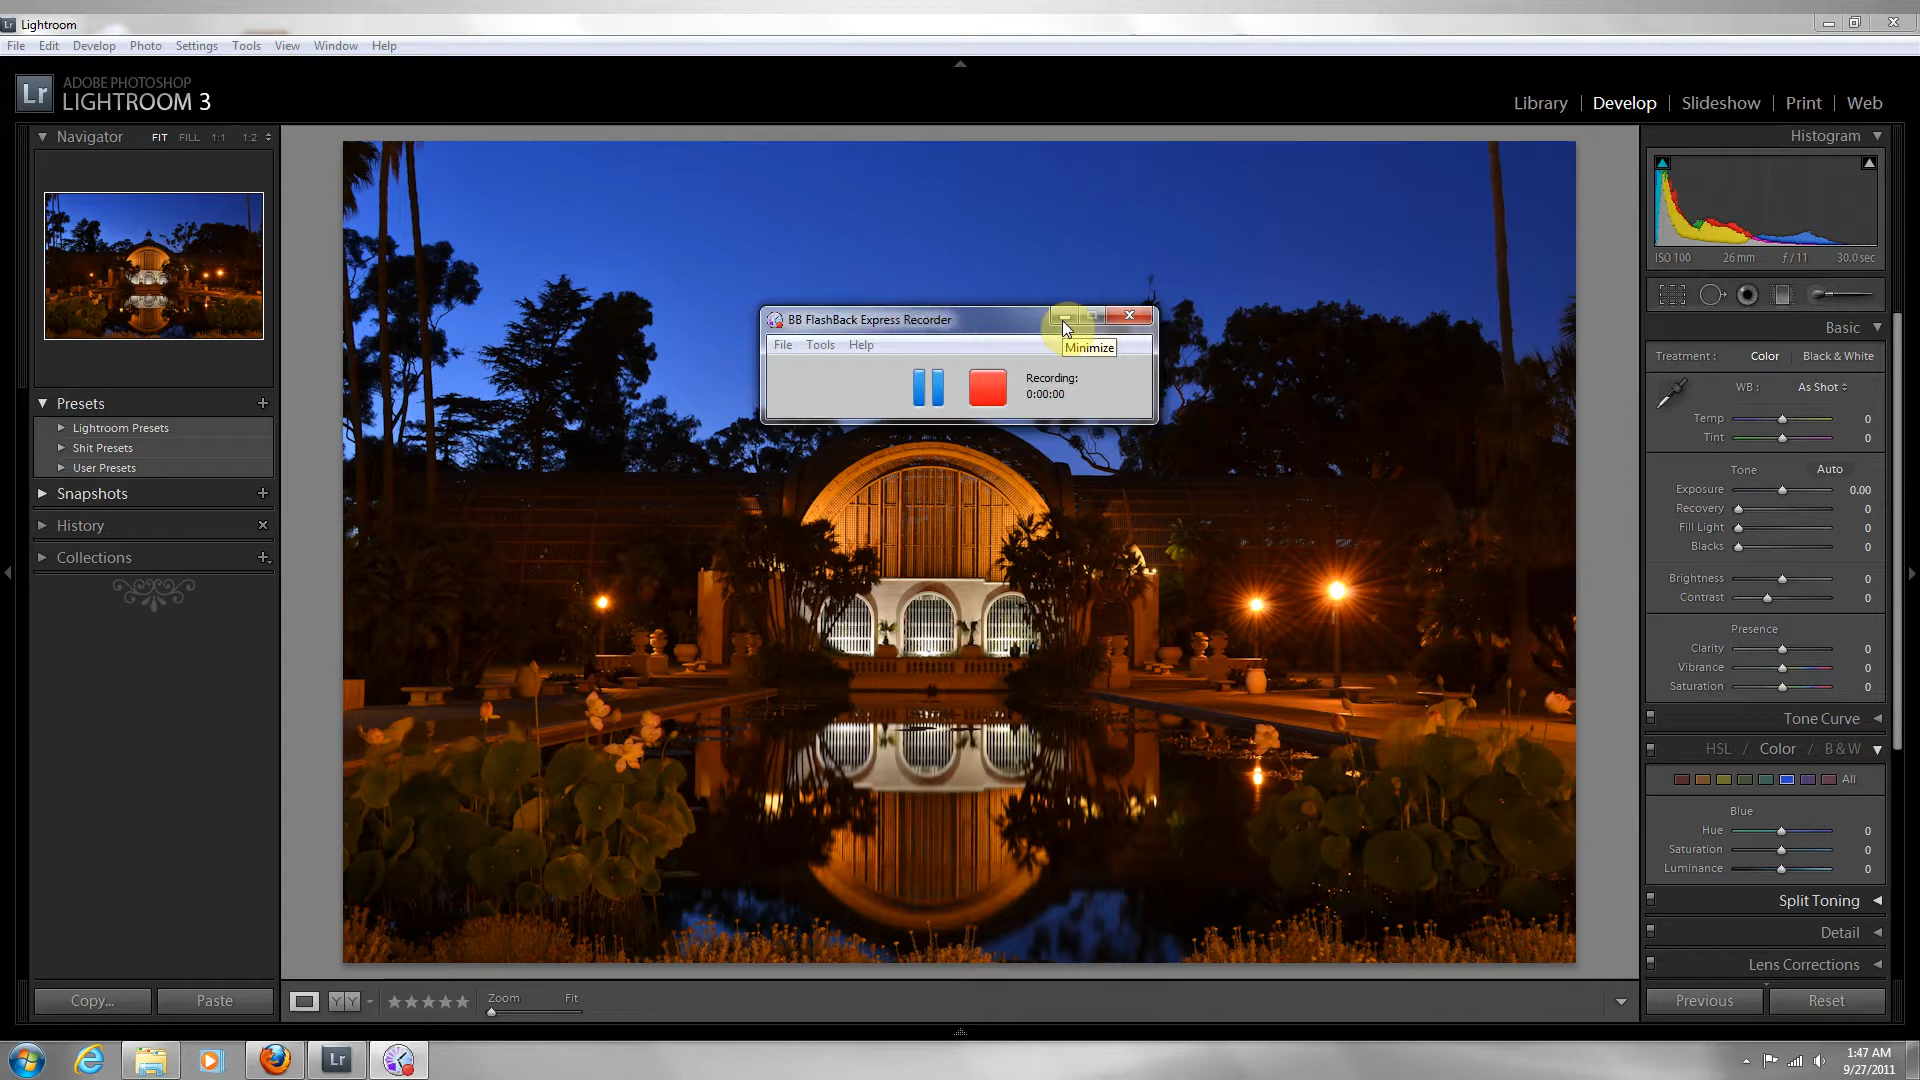 Lr Lightroom
File Edit Develop Photo Settings Tools View Window Help
Lr ADOBE PHOTOSHOP
LIGHTROOM 3
Library | Develop | Slideshow | Print | Web
Navigator FIT FILL 1:1 1:2
Presets +
Lightroom Presets
Shit Presets
User Presets
Snapshots +
History ×
Collections +
Copy... Paste
BB FlashBack Express Recorder
File Tools Help
Minimize
Recording:
0:00:00
YY Zoom Fit
Histogram
ISO 100 26mm ƒ / 11 30.0 sec
Basic
Treatment : Color | Black & White
WB : As Shot
Temp 0
Tint 0
Tone Auto
Exposure 0.00
Recovery 0
Fill Light 0
Blacks 0
Brightness 0
Contrast 0
Presence
Clarity 0
Vibrance 0
Saturation 0
Tone Curve
HSL / Color / B & W
All
Blue
Hue 0
Saturation 0
Luminance 0
Split Toning
Detail
Lens Corrections
Previous Reset
Lr
1:47 AM
9/27/2011